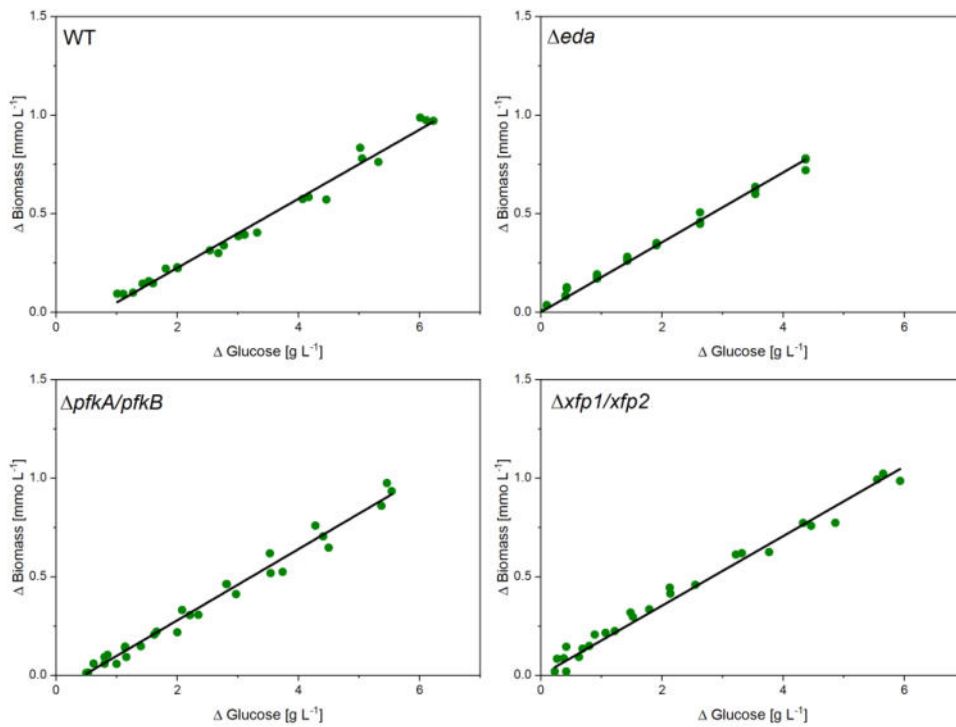 1.5
1.0
0.5
0.0
Δ Biomass [mmo L⁻¹]
WT
0
2
4
6
Δ Glucose [g L⁻¹]
1.5
1.0
0.5
0.0
Δ Biomass [mmo L⁻¹]
Δeda
0
2
4
6
Δ Glucose [g L⁻¹]
1.5
1.0
0.5
0.0
Δ Biomass [mmo L⁻¹]
ΔpfkA/pfkB
0
2
4
6
Δ Glucose [g L⁻¹]
1.5
1.0
0.5
0.0
Δ Biomass [mmo L⁻¹]
Δxfp1/xfp2
0
2
4
6
Δ Glucose [g L⁻¹]